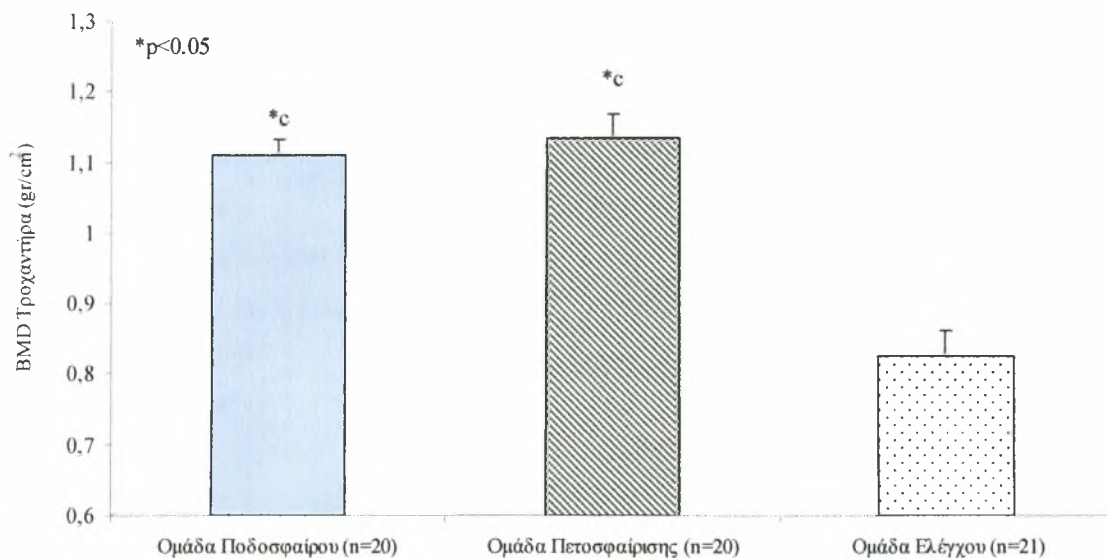 1,3
*p<0.05
1,2
*c
*c
1,1
1
0,9
0,8
0,7
0,6
BMD Τροχαντήρα (gr/cm²)
Ομάδα Ποδοσφαίρου (n=20)
Ομάδα Πετοσφαίρισης (n=20)
Ομάδα Ελέγχου (n=21)